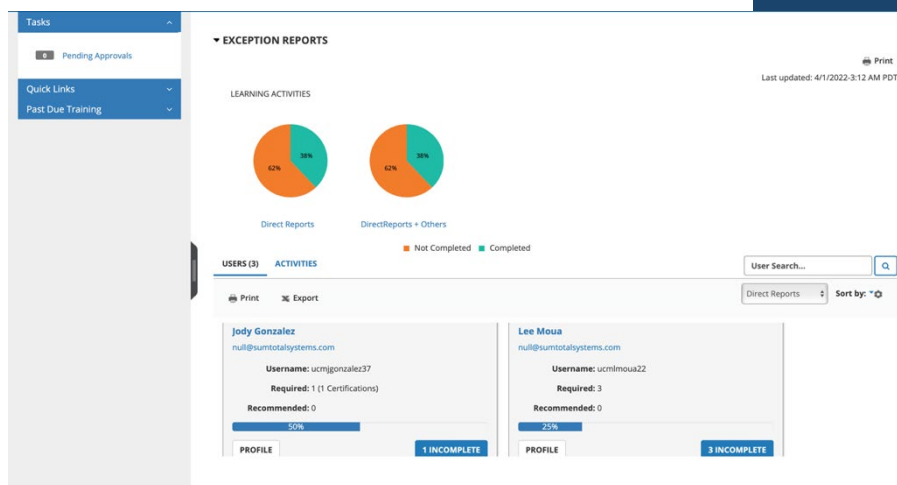 Tasks
0 Pending Approvals
Quick Links
Past Due Training
EXCEPTION REPORTS
Print
Last updated: 4/1/2022-3:12 AM PDT
LEARNING ACTIVITIES
62% 38%
62% 38%
Direct Reports
DirectReports + Others
Not Completed Completed
USERS (3) ACTIVITIES
User Search...
Print Export
Direct Reports Sort by:
Jody Gonzalez
null@sumtotalsystems.com
Username: ucmjgonzalez37
Required: 1 (1 Certifications)
Recommended: 0
50%
PROFILE 1 INCOMPLETE
Lee Moua
null@sumtotalsystems.com
Username: ucmlmoua22
Required: 3
Recommended: 0
25%
PROFILE 3 INCOMPLETE